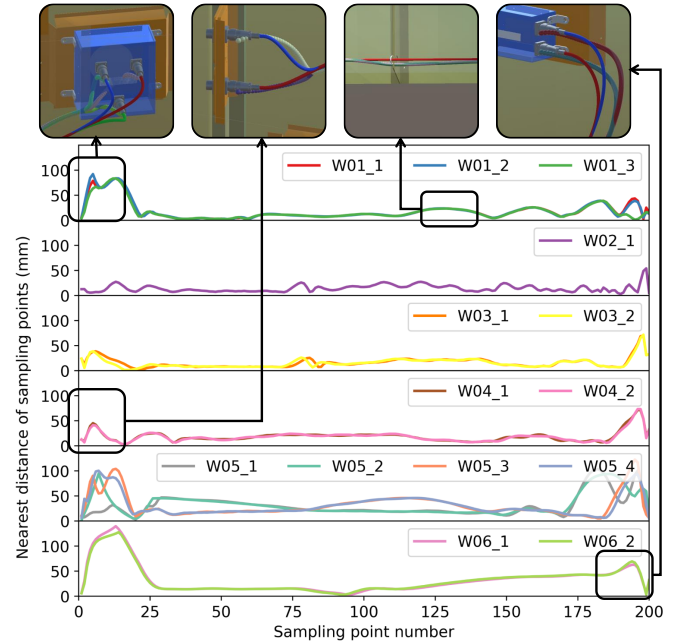 W01_1 W01_2 W01_3
100
50
0
W02_1
100
50
0
W03_1 W03_2
100
50
0
W04_1 W04_2
100
50
0
W05_1 W05_2 W05_3 W05_4
100
50
0
W06_1 W06_2
100
50
0
0 25 50 75 100 125 150 175 200
Sampling point number
Nearest distance of sampling points (mm)